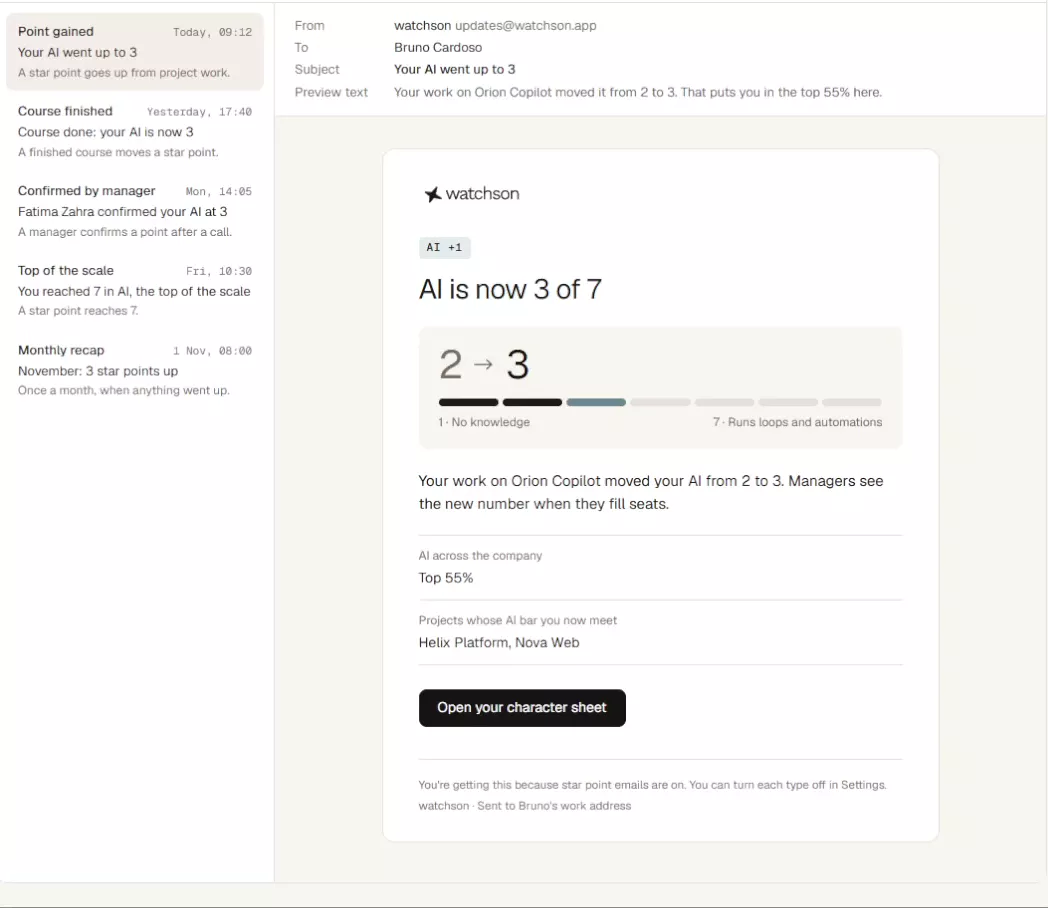 Point gained
Today, 09:12
Your AI went up to 3
A star point goes up from project work.
Course finished
Yesterday, 17:40
Course done: your AI is now 3
A finished course moves a star point.
Confirmed by manager
Mon, 14:05
Fatima Zahra confirmed your AI at 3
A manager confirms a point after a call.
Top of the scale
Fri, 10:30
You reached 7 in AI, the top of the scale
A star point reaches 7.
Monthly recap
1 Nov, 08:00
November: 3 star points up
Once a month, when anything went up.
From
watchson updates@watchson.app
To
Bruno Cardoso
Subject
Your AI went up to 3
Preview text
Your work on Orion Copilot moved it from 2 to 3. That puts you in the top 55% here.
watchson
AI +1
AI is now 3 of 7
2 → 3
1 · No knowledge
7 · Runs loops and automations
Your work on Orion Copilot moved your AI from 2 to 3. Managers see
the new number when they fill seats.
AI across the company
Top 55%
Projects whose AI bar you now meet
Helix Platform, Nova Web
Open your character sheet
You're getting this because star point emails are on. You can turn each type off in Settings.
watchson · Sent to Bruno's work address